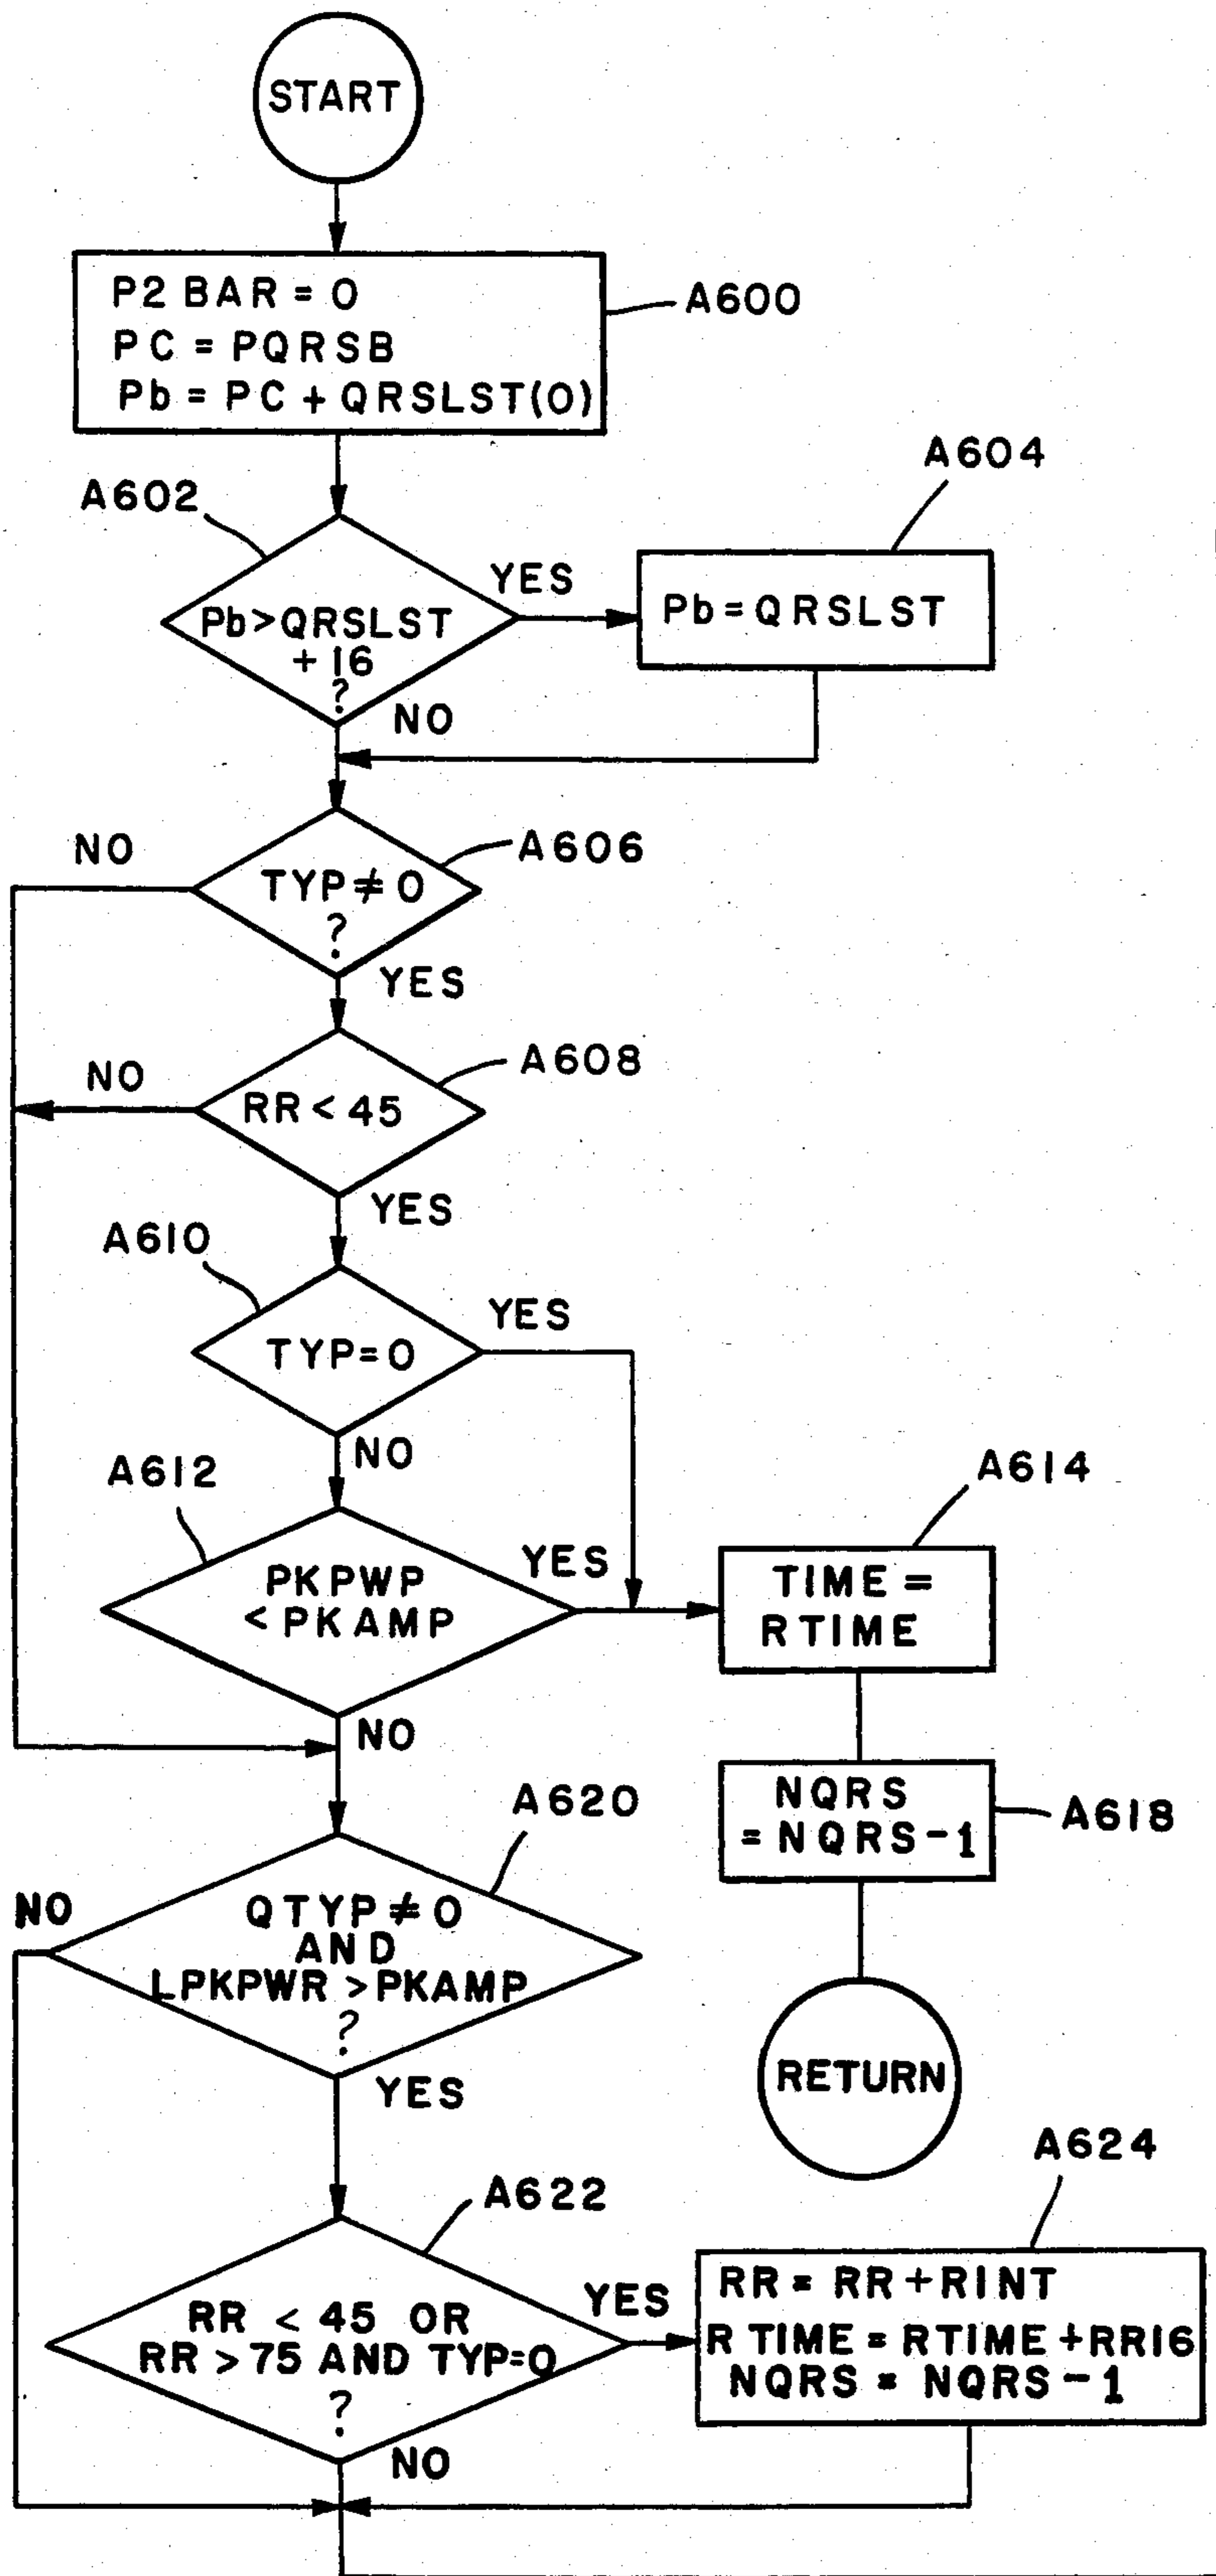 START
P2 BAR = 0
PC = PQRSB
Pb = PC + QRSLST(0)
A600
A604
A602
YES
Pb>QRSLST
+16
?
Pb=QRSLST
NO
NO
A606
TYP≠0
?
YES
NO
A608
RR<45
YES
A610
YES
TYP=0
NO
A612
A614
YES
PKPWP
<PKAMP
TIME =
RTIME
NO
NQRS
= NQRS-1
A618
A620
NO
QTYP≠0
AND
LPKPWR >PKAMP
?
YES
RETURN
A624
A622
YES
RR < 45 OR
RR >75 AND TYP=0
?
RR = RR+RINT
R TIME = RTIME+RR16
NQRS = NQRS-1
NO